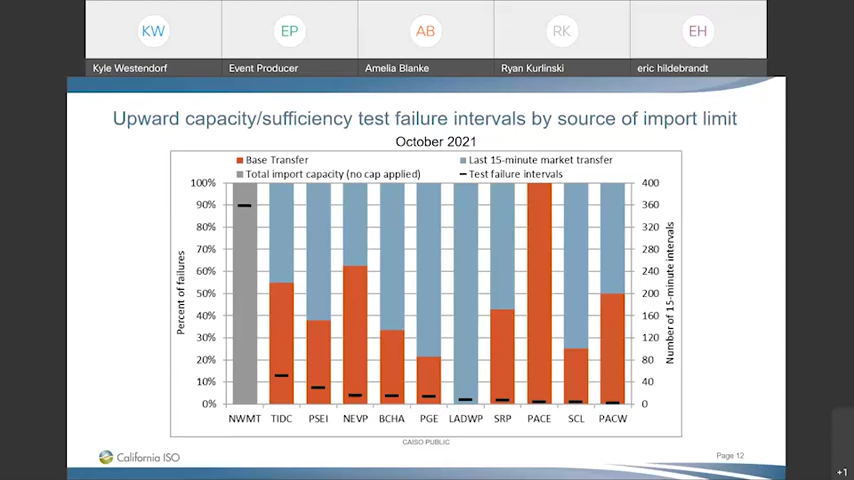 KW EP AB RK EH
Kyle Westendorf Event Producer Amelia Blanke Ryan Kurlinski eric hildebrandt
Upward capacity/sufficiency test failure intervals by source of import limit
October 2021
Base Transfer Last 15-minute market transfer
Total import capacity (no cap applied) Test failure intervals
100% 400
90% 360
80% 320
70% 280
60% 240
50% 200
40% 160
30% 120
20% 80
10% 40
0% 0
Percent of failures
Number of 15-minute intervals
NWMT TIDC PSEI NEVP BCHA PGE LADWP SRP PACE SCL PACW
CAISO PUBLIC
California ISO
Page 12
+1